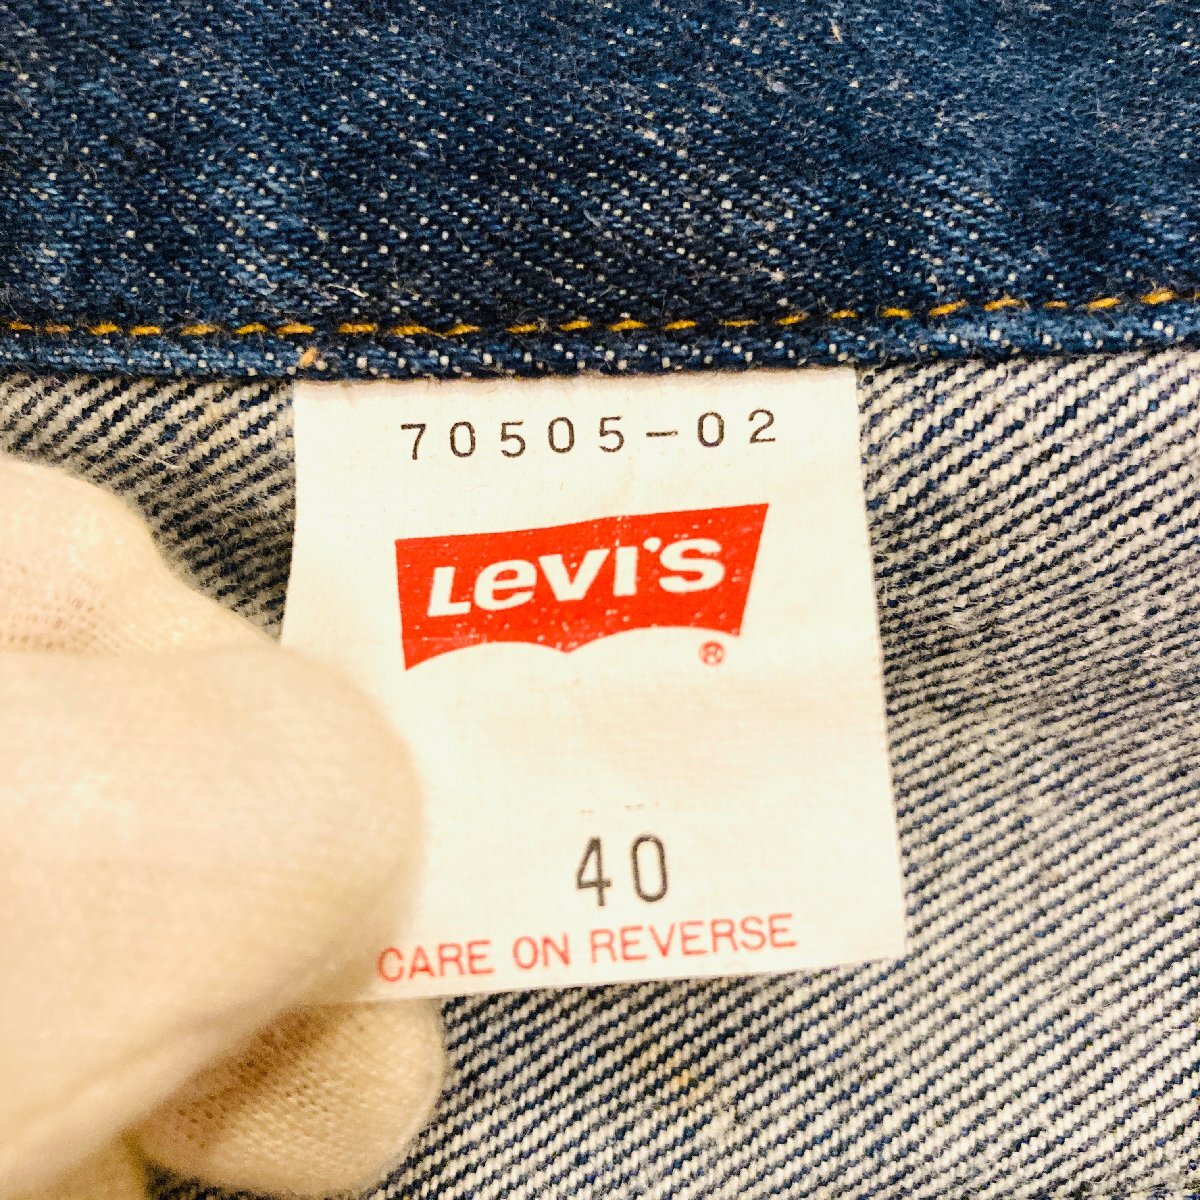 70505-02
Levi's
®
40
CARE ON REVERSE